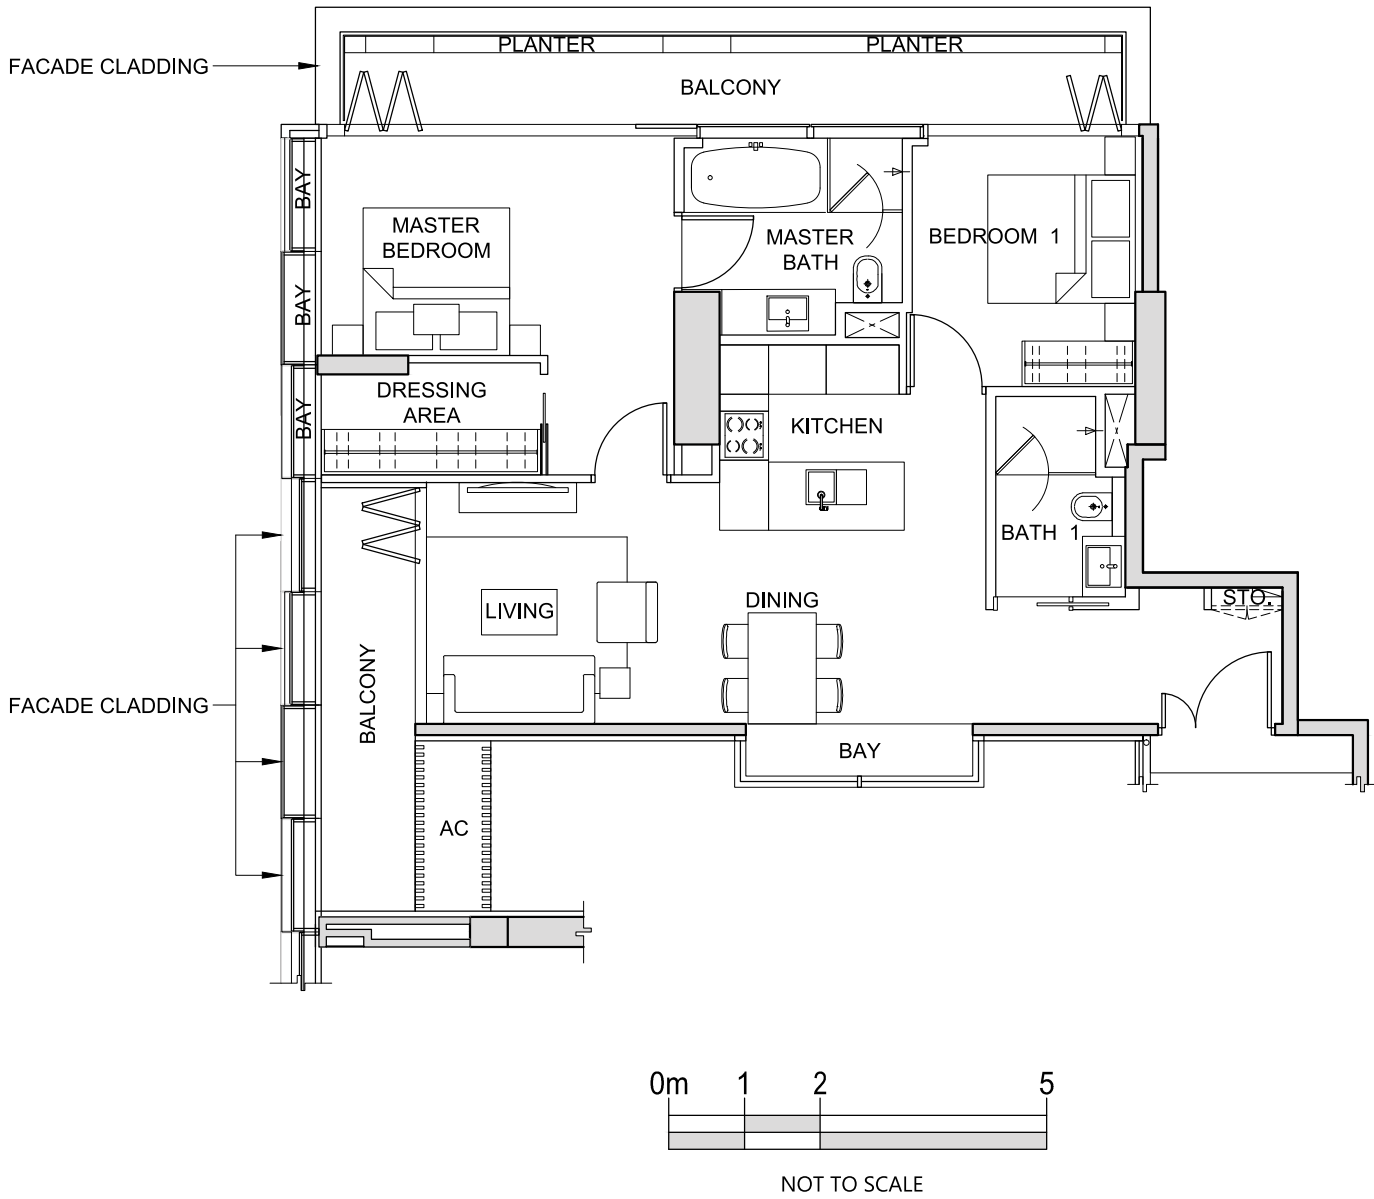 PLANTER
PLANTER
FACADE CLADDING
BALCONY
BAY
MASTER
BEDROOM
MASTER
BATH
BEDROOM 1
BAY
DRESSING
AREA
BAY
KITCHEN
BATH 1
LIVING
DINING
STO.
FACADE CLADDING
BALCONY
BAY
AC
0m 1 2 5
NOT TO SCALE